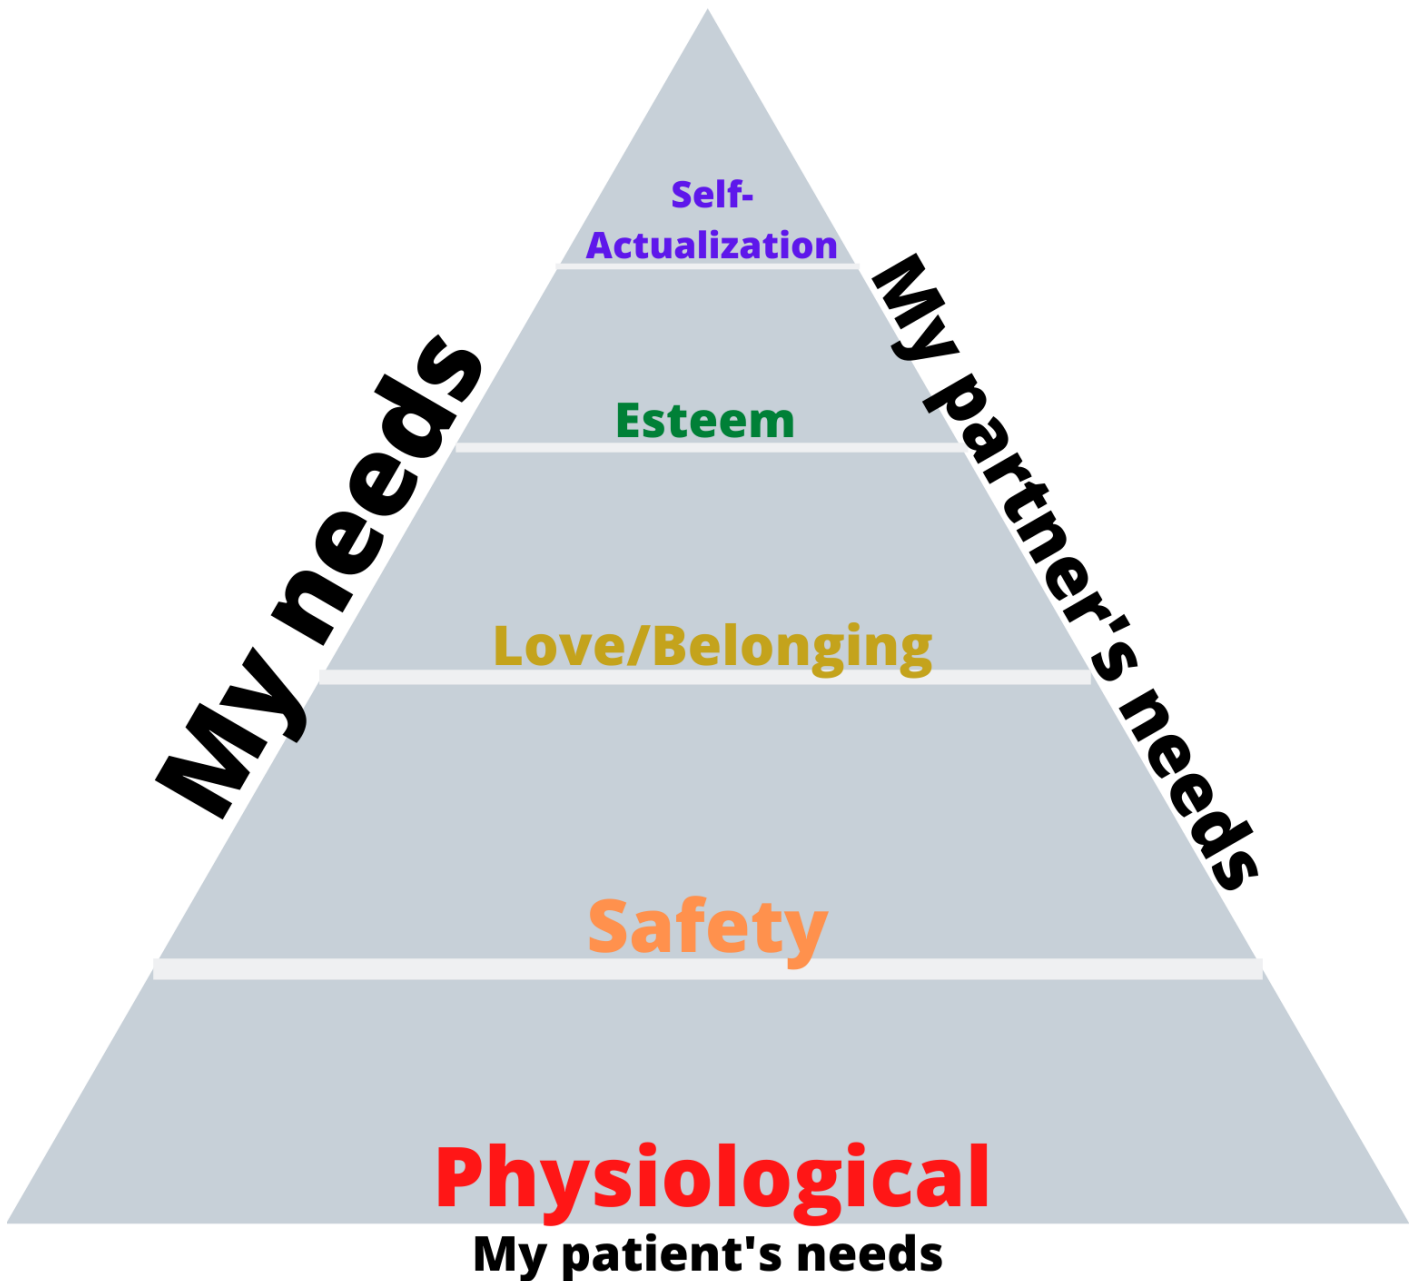 Self-
Actualization
Esteem
Love/Belonging
Safety
Physiological
My needs
My partner's needs
My patient's needs